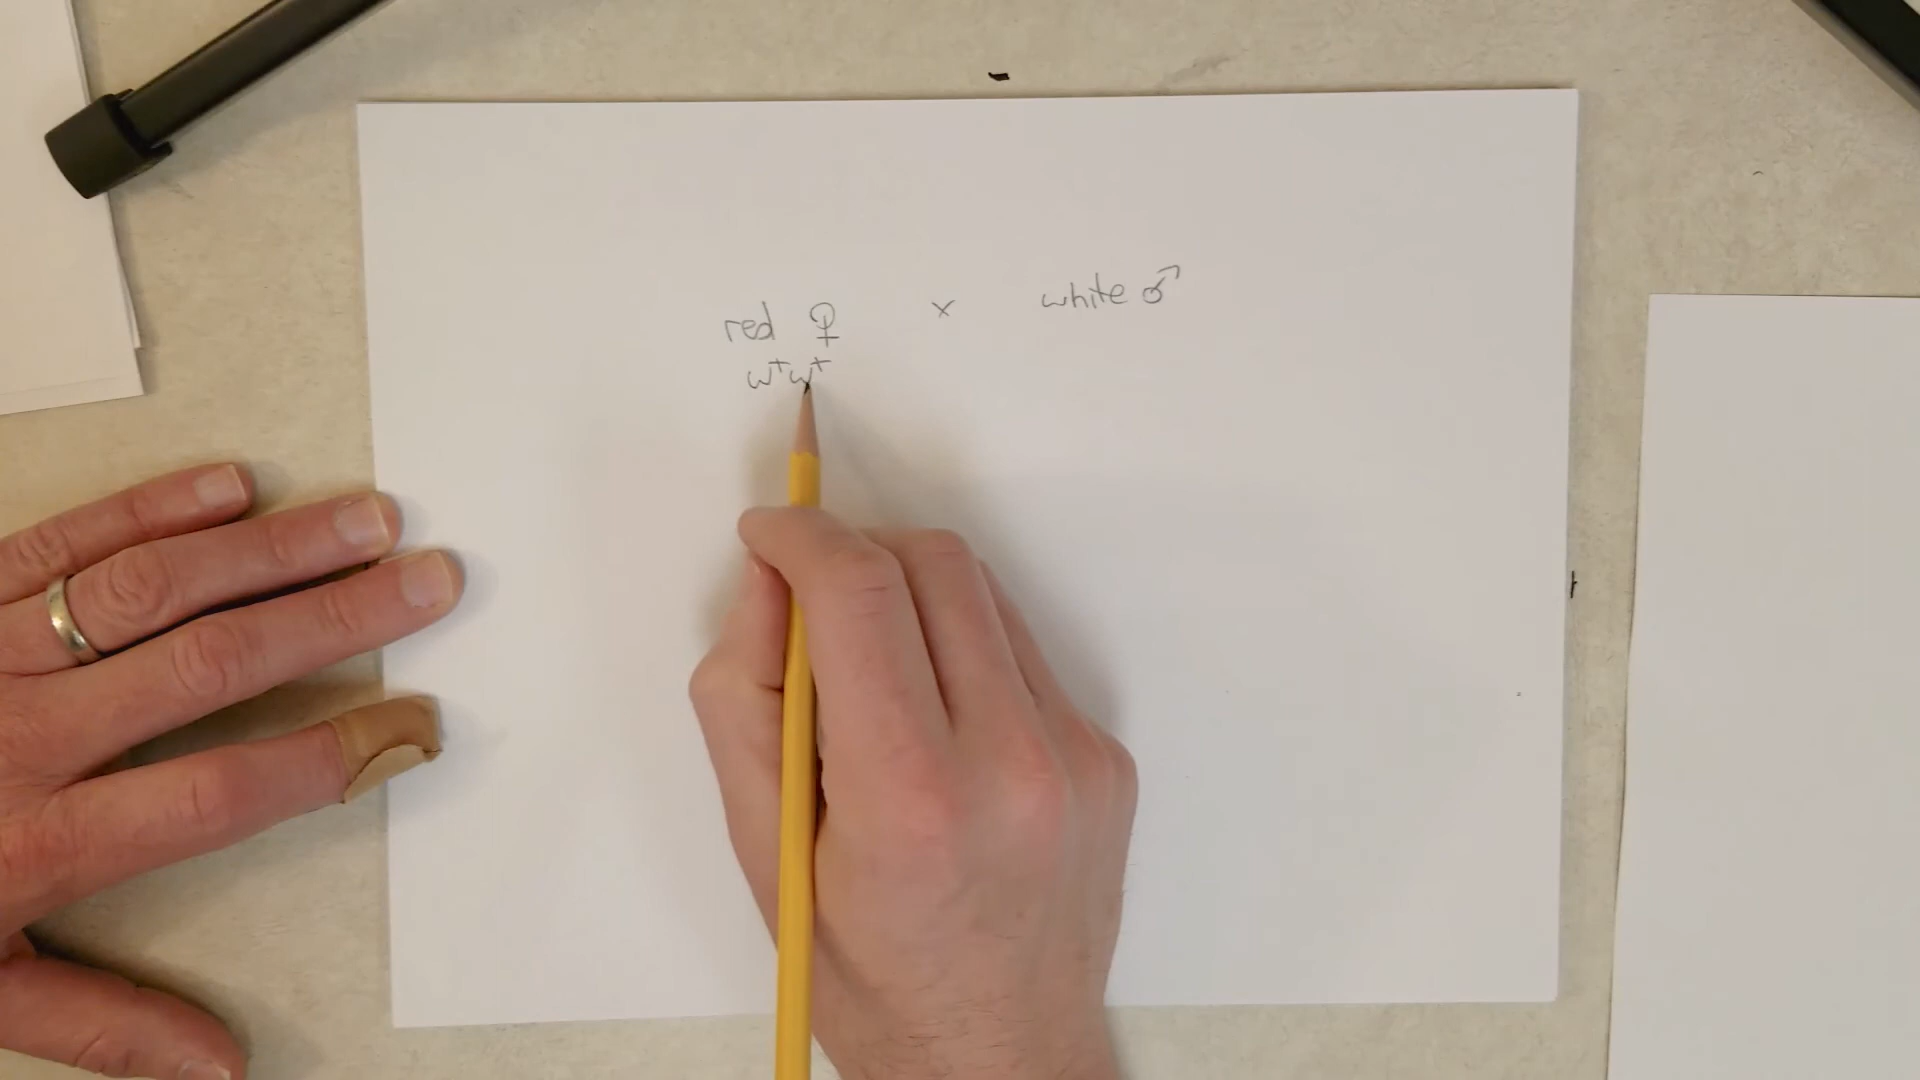 red ♀ x white ♂
w⁺w⁺